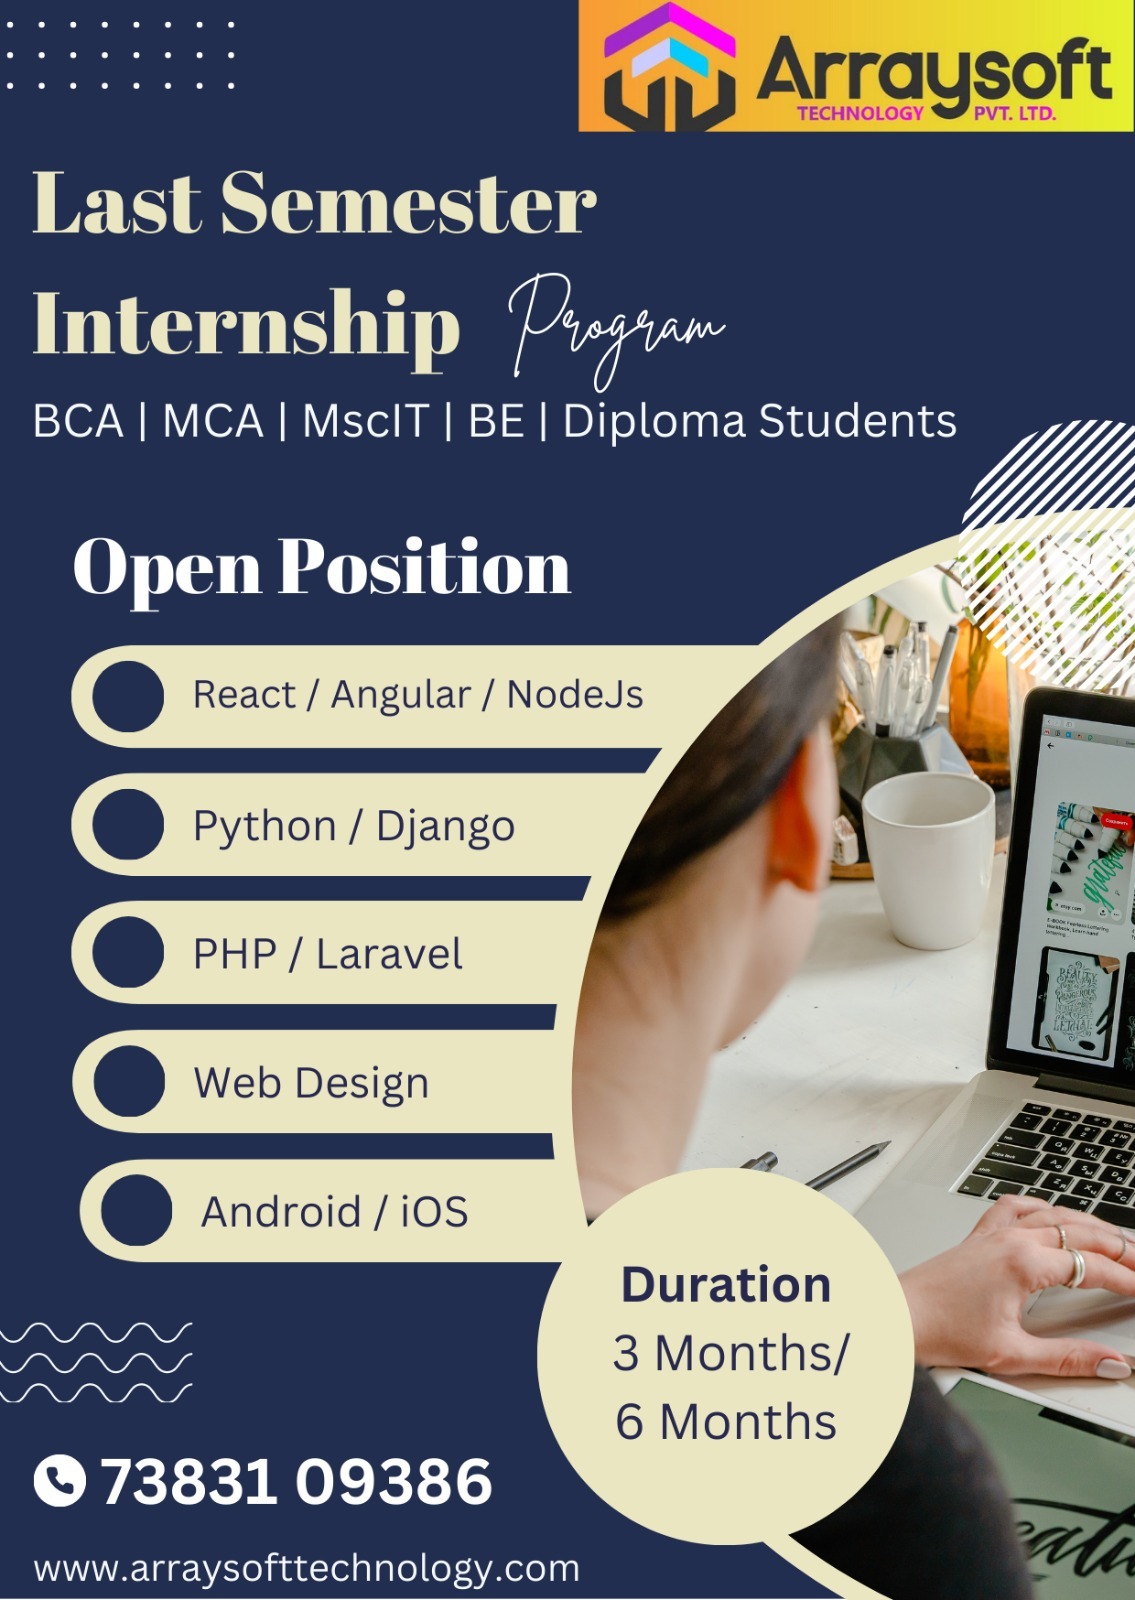 Arraysoft
TECHNOLOGY PVT. LTD.
Last Semester
Internship Program
BCA | MCA | MscIT | BE | Diploma Students
Open Position
React / Angular / NodeJs
Python / Django
PHP / Laravel
Web Design
Android / iOS
Duration
3 Months/
6 Months
73831 09386
www.arraysofttechnology.com